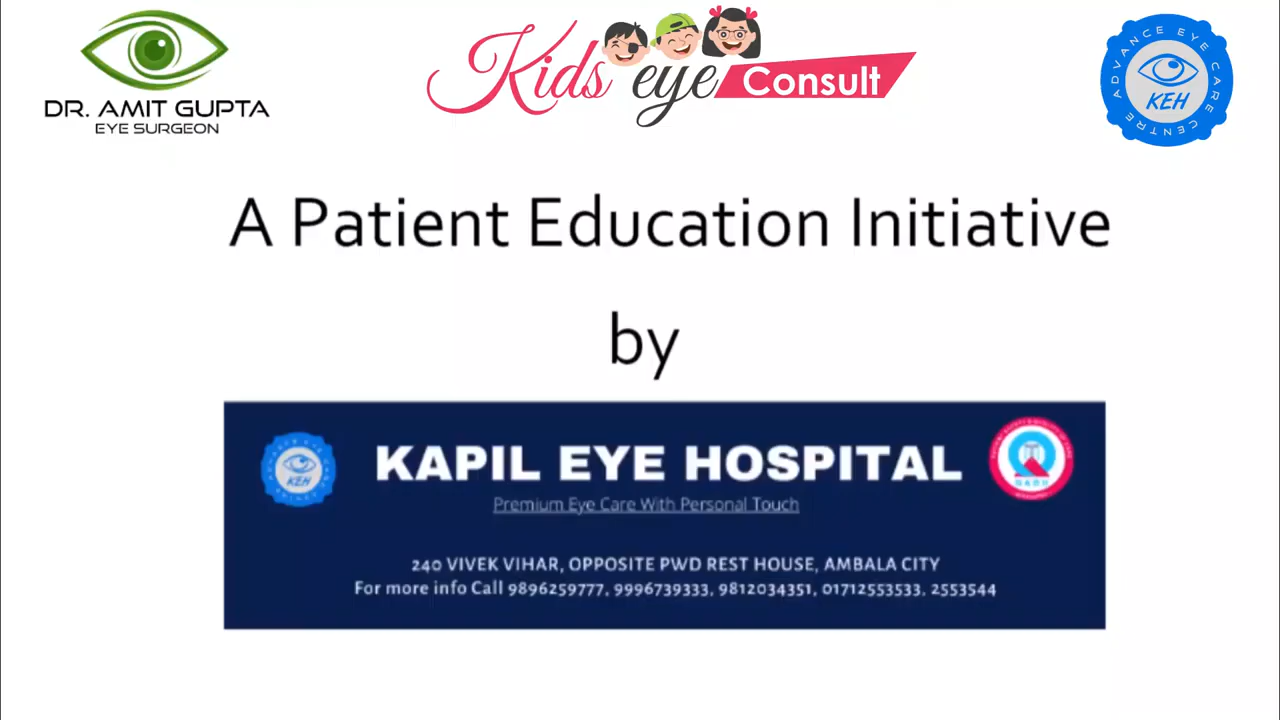 DR. AMIT GUPTA
EYE SURGEON
Kids eye Consult
ADVANCE EYE CARE CENTRE
KEH
A Patient Education Initiative
by
KEH
KAPIL EYE HOSPITAL
Premium Eye Care With Personal Touch
240 VIVEK VIHAR, OPPOSITE PWD REST HOUSE, AMBALA CITY
For more info Call 9896259777, 9996739333, 9812034351, 01712553533, 2553544